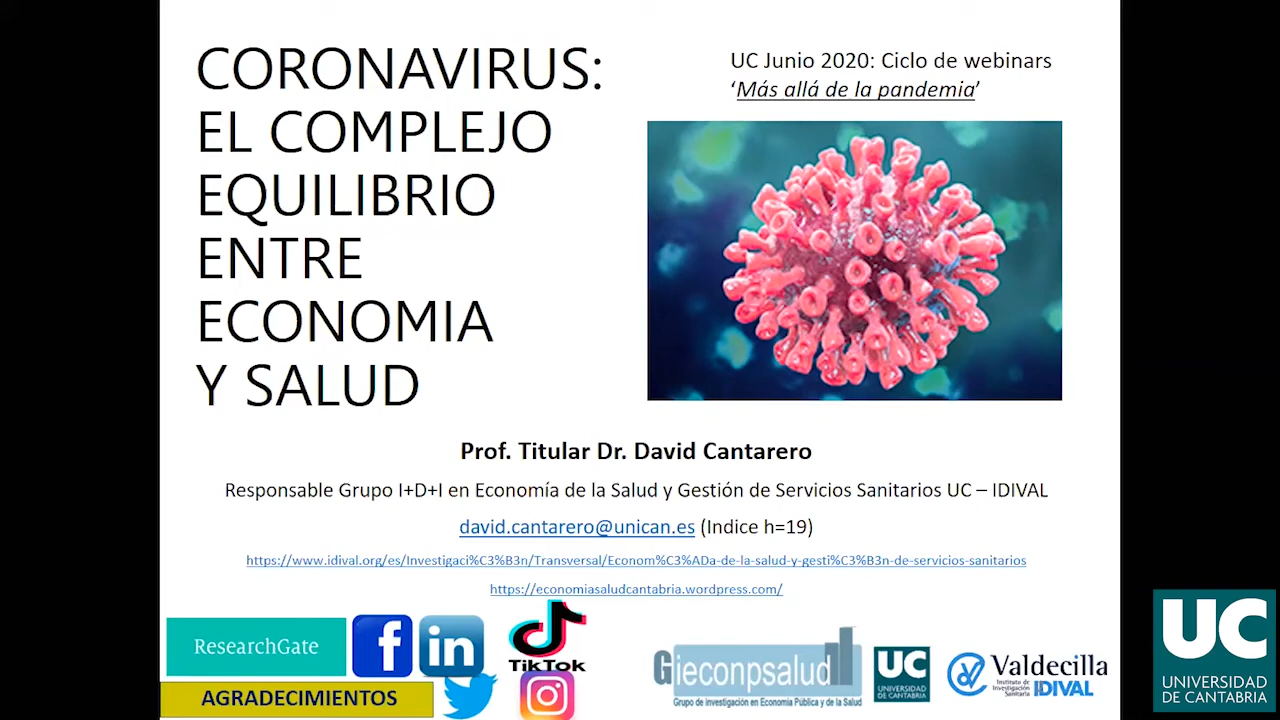 CORONAVIRUS:
EL COMPLEJO
EQUILIBRIO
ENTRE
ECONOMIA
Y SALUD
UC Junio 2020: Ciclo de webinars
‘Más allá de la pandemia’
Prof. Titular Dr. David Cantarero
Responsable Grupo I+D+I en Economía de la Salud y Gestión de Servicios Sanitarios UC – IDIVAL
david.cantarero@unican.es (Indice h=19)
https://www.idival.org/es/Investigaci%C3%B3n/Transversal/Econom%C3%ADa-de-la-salud-y-gesti%C3%B3n-de-servicios-sanitarios
https://economiasaludcantabria.wordpress.com/
ResearchGate
f
in
TikTok
AGRADECIMIENTOS
Gieconpsalud
Grupo de Investigación en Economía Pública y de la Salud
UC
UNIVERSIDAD
DE CANTABRIA
Valdecilla
Instituto de
Investigación
Sanitaria
IDIVAL
UC
UNIVERSIDAD
DE CANTABRIA